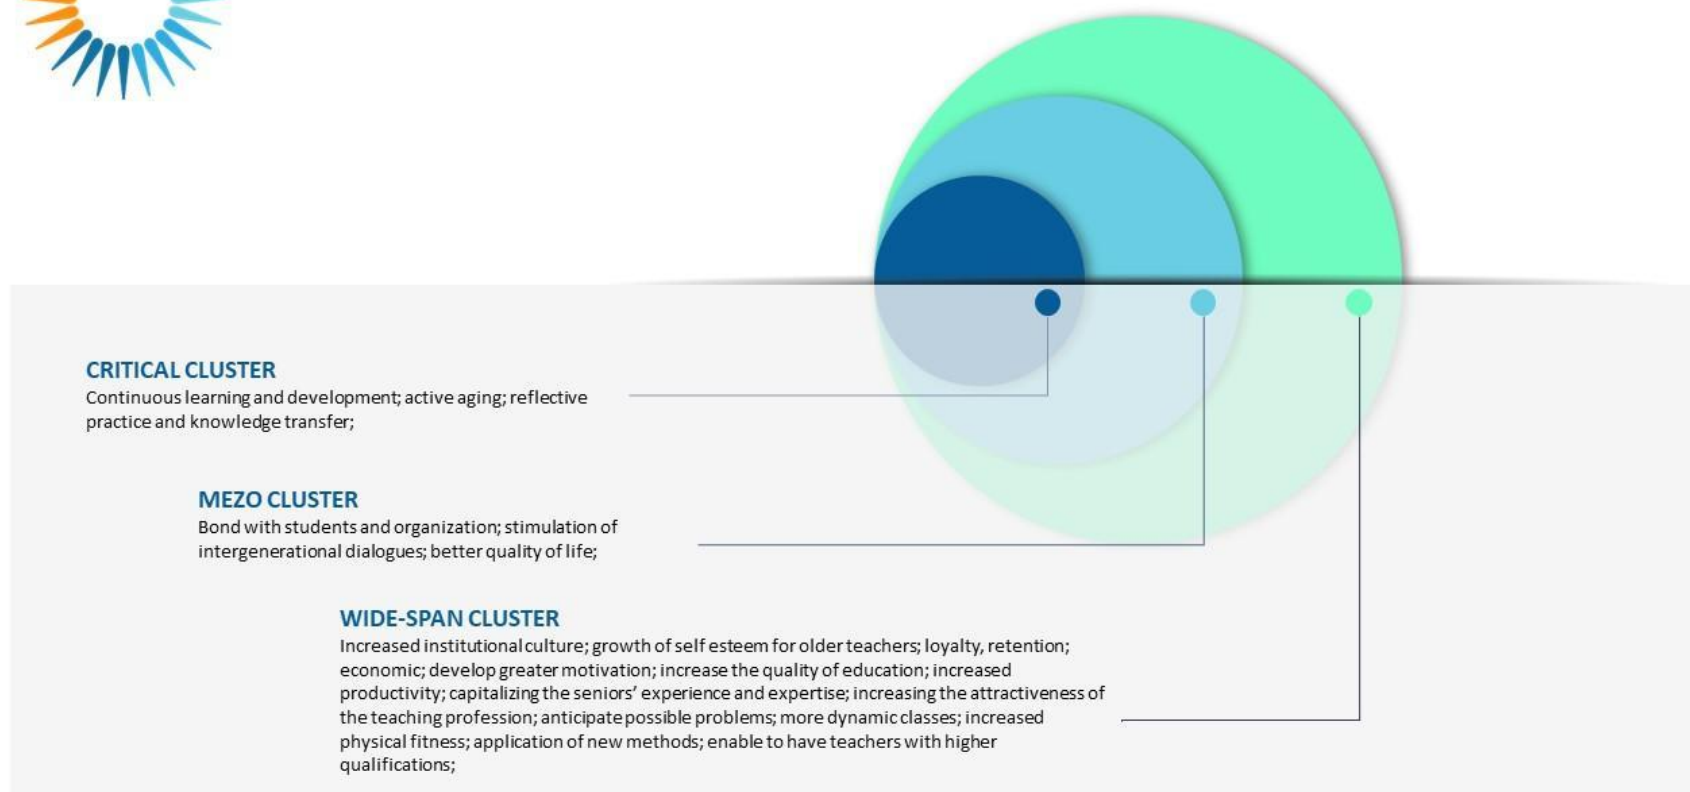 CRITICAL CLUSTER
Continuous learning and development; active aging; reflective
practice and knowledge transfer;
MEZO CLUSTER
Bond with students and organization; stimulation of
intergenerational dialogues; better quality of life;
WIDE-SPAN CLUSTER
Increased institutional culture; growth of self esteem for older teachers; loyalty, retention;
economic; develop greater motivation; increase the quality of education; increased
productivity; capitalizing the seniors’ experience and expertise; increasing the attractiveness of
the teaching profession; anticipate possible problems; more dynamic classes; increased
physical fitness; application of new methods; enable to have teachers with higher
qualifications;